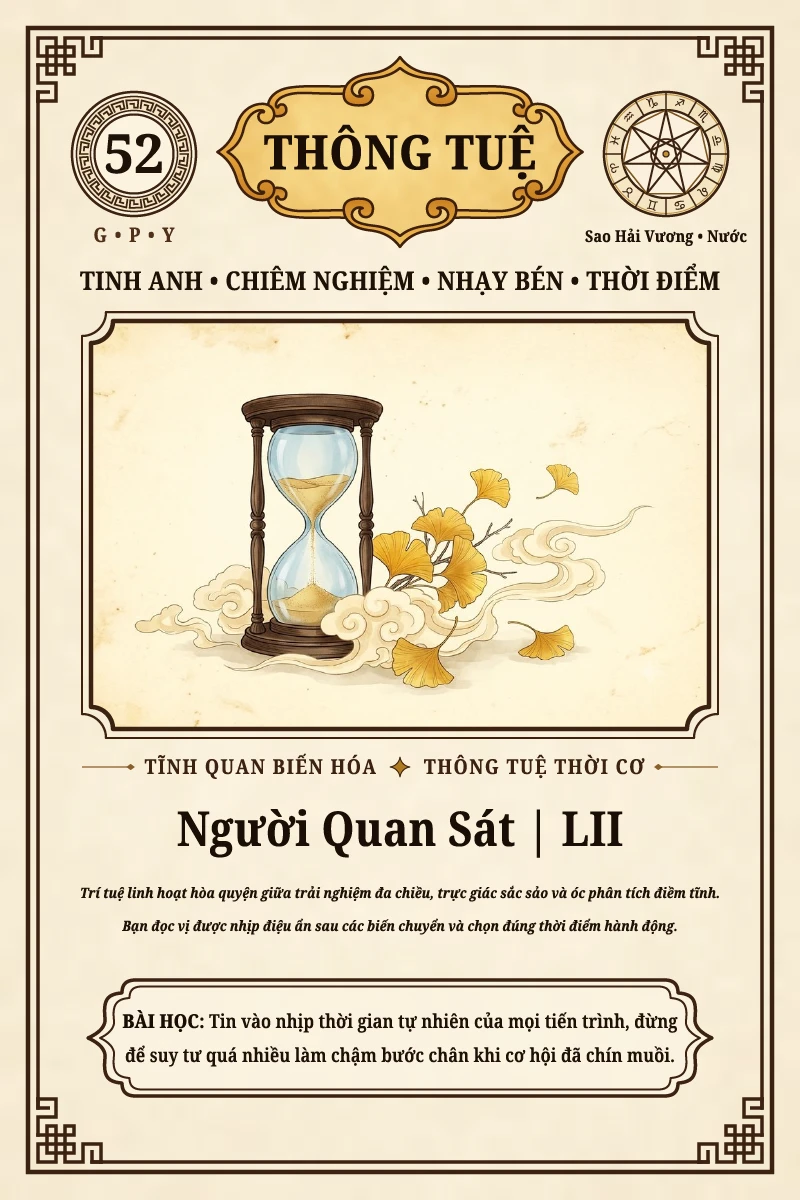 52
THÔNG TUỆ
G • P • Y
Sao Hải Vương • Nước
TINH ANH • CHIÊM NGHIỆM • NHẠY BÉN • THỜI ĐIỂM
TĨNH QUAN BIẾN HÓA ✦ THÔNG TUỆ THỜI CƠ
Người Quan Sát | LII
Trí tuệ linh hoạt hòa quyện giữa trải nghiệm đa chiều, trực giác sắc sảo và óc phân tích điềm tĩnh.
Bạn đọc vị được nhịp điệu ẩn sau các biến chuyển và chọn đúng thời điểm hành động.
BÀI HỌC: Tin vào nhịp thời gian tự nhiên của mọi tiến trình, đừng
để suy tư quá nhiều làm chậm bước chân khi cơ hội đã chín muồi.